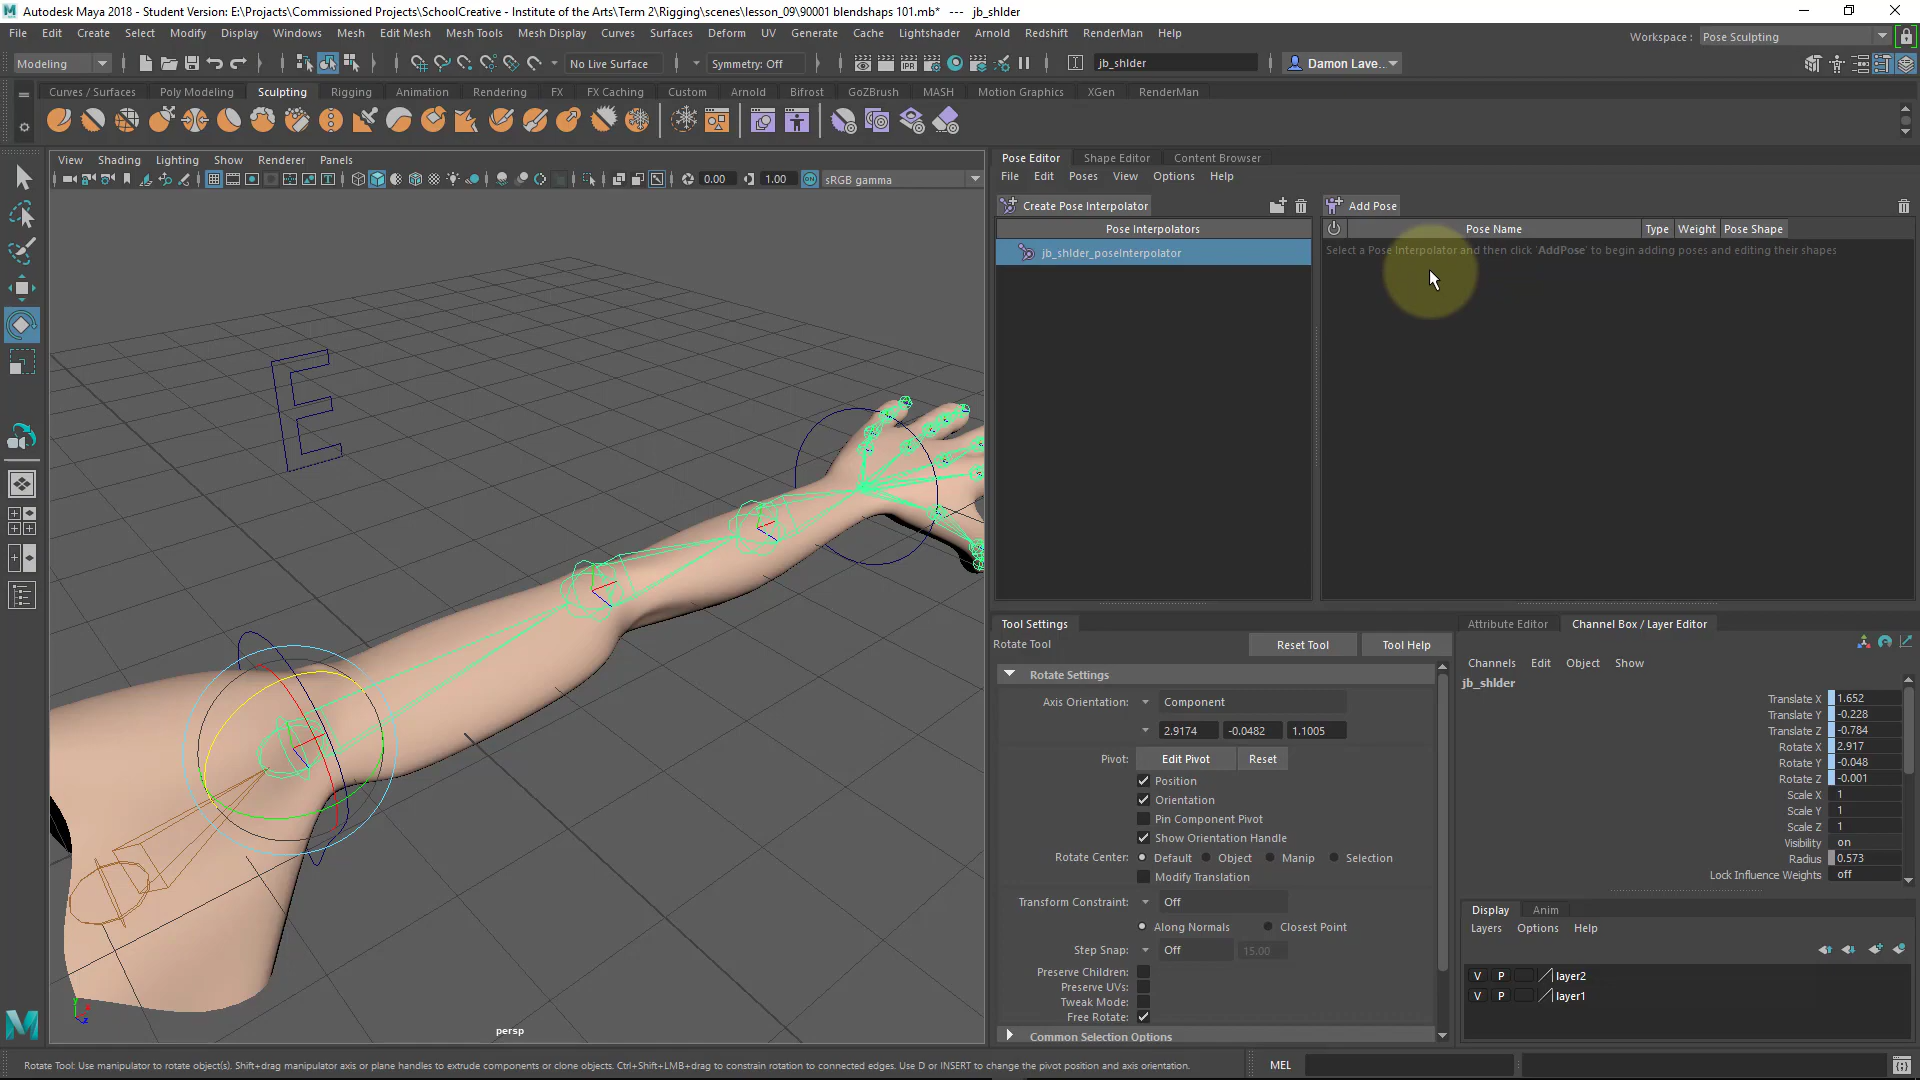 Autodesk Maya 2018 - Student Version: E:\Projects\Commissioned Projects\SchoolCreative - Institute of the Arts\Term 2\Rigging\scenes\lesson_09\90001 blendshaps 101.mb* --- jb_shlder
File Edit Create Select Modify Display Windows Mesh Edit Mesh Mesh Tools Mesh Display Curves Surfaces Deform UV Generate Cache Lightshader Arnold Redshift RenderMan Help
Workspace : Pose Sculpting
Modeling No Live Surface Symmetry: Off jb_shlder Damon Lave...
Curves / Surfaces Poly Modeling Sculpting Rigging Animation Rendering FX FX Caching Custom Arnold Bifrost GoZBrush MASH Motion Graphics XGen RenderMan
View Shading Lighting Show Renderer Panels
0.00 1.00 sRGB gamma
E
persp
Pose Editor Shape Editor Content Browser
File Edit Poses View Options Help
Create Pose Interpolator Add Pose
Pose Interpolators Pose Name Type Weight Pose Shape
jb_shlder_poseInterpolator
Select a Pose Interpolator and then click 'AddPose' to begin adding poses and editing their shapes
Tool Settings
Rotate Tool Reset Tool Tool Help
Rotate Settings
Axis Orientation: Component
2.9174 -0.0482 1.1005
Pivot: Edit Pivot Reset
Position
Orientation
Pin Component Pivot
Show Orientation Handle
Rotate Center: Default Object Manip Selection
Modify Translation
Transform Constraint: Off
Along Normals Closest Point
Step Snap: Off 15.00
Preserve Children:
Preserve UVs:
Tweak Mode:
Free Rotate:
Common Selection Options
Attribute Editor Channel Box / Layer Editor
Channels Edit Object Show
jb_shlder
Translate X 1.652
Translate Y -0.228
Translate Z -0.784
Rotate X 2.917
Rotate Y -0.048
Rotate Z -0.001
Scale X 1
Scale Y 1
Scale Z 1
Visibility on
Radius 0.573
Lock Influence Weights off
Display Anim
Layers Options Help
V P layer2
V P layer1
Rotate Tool: Use manipulator to rotate object(s). Shift+drag manipulator axis or plane handles to extrude components or clone objects. Ctrl+Shift+LMB+drag to constrain rotation to connected edges. Use D or INSERT to change the pivot position and axis orientation.
MEL